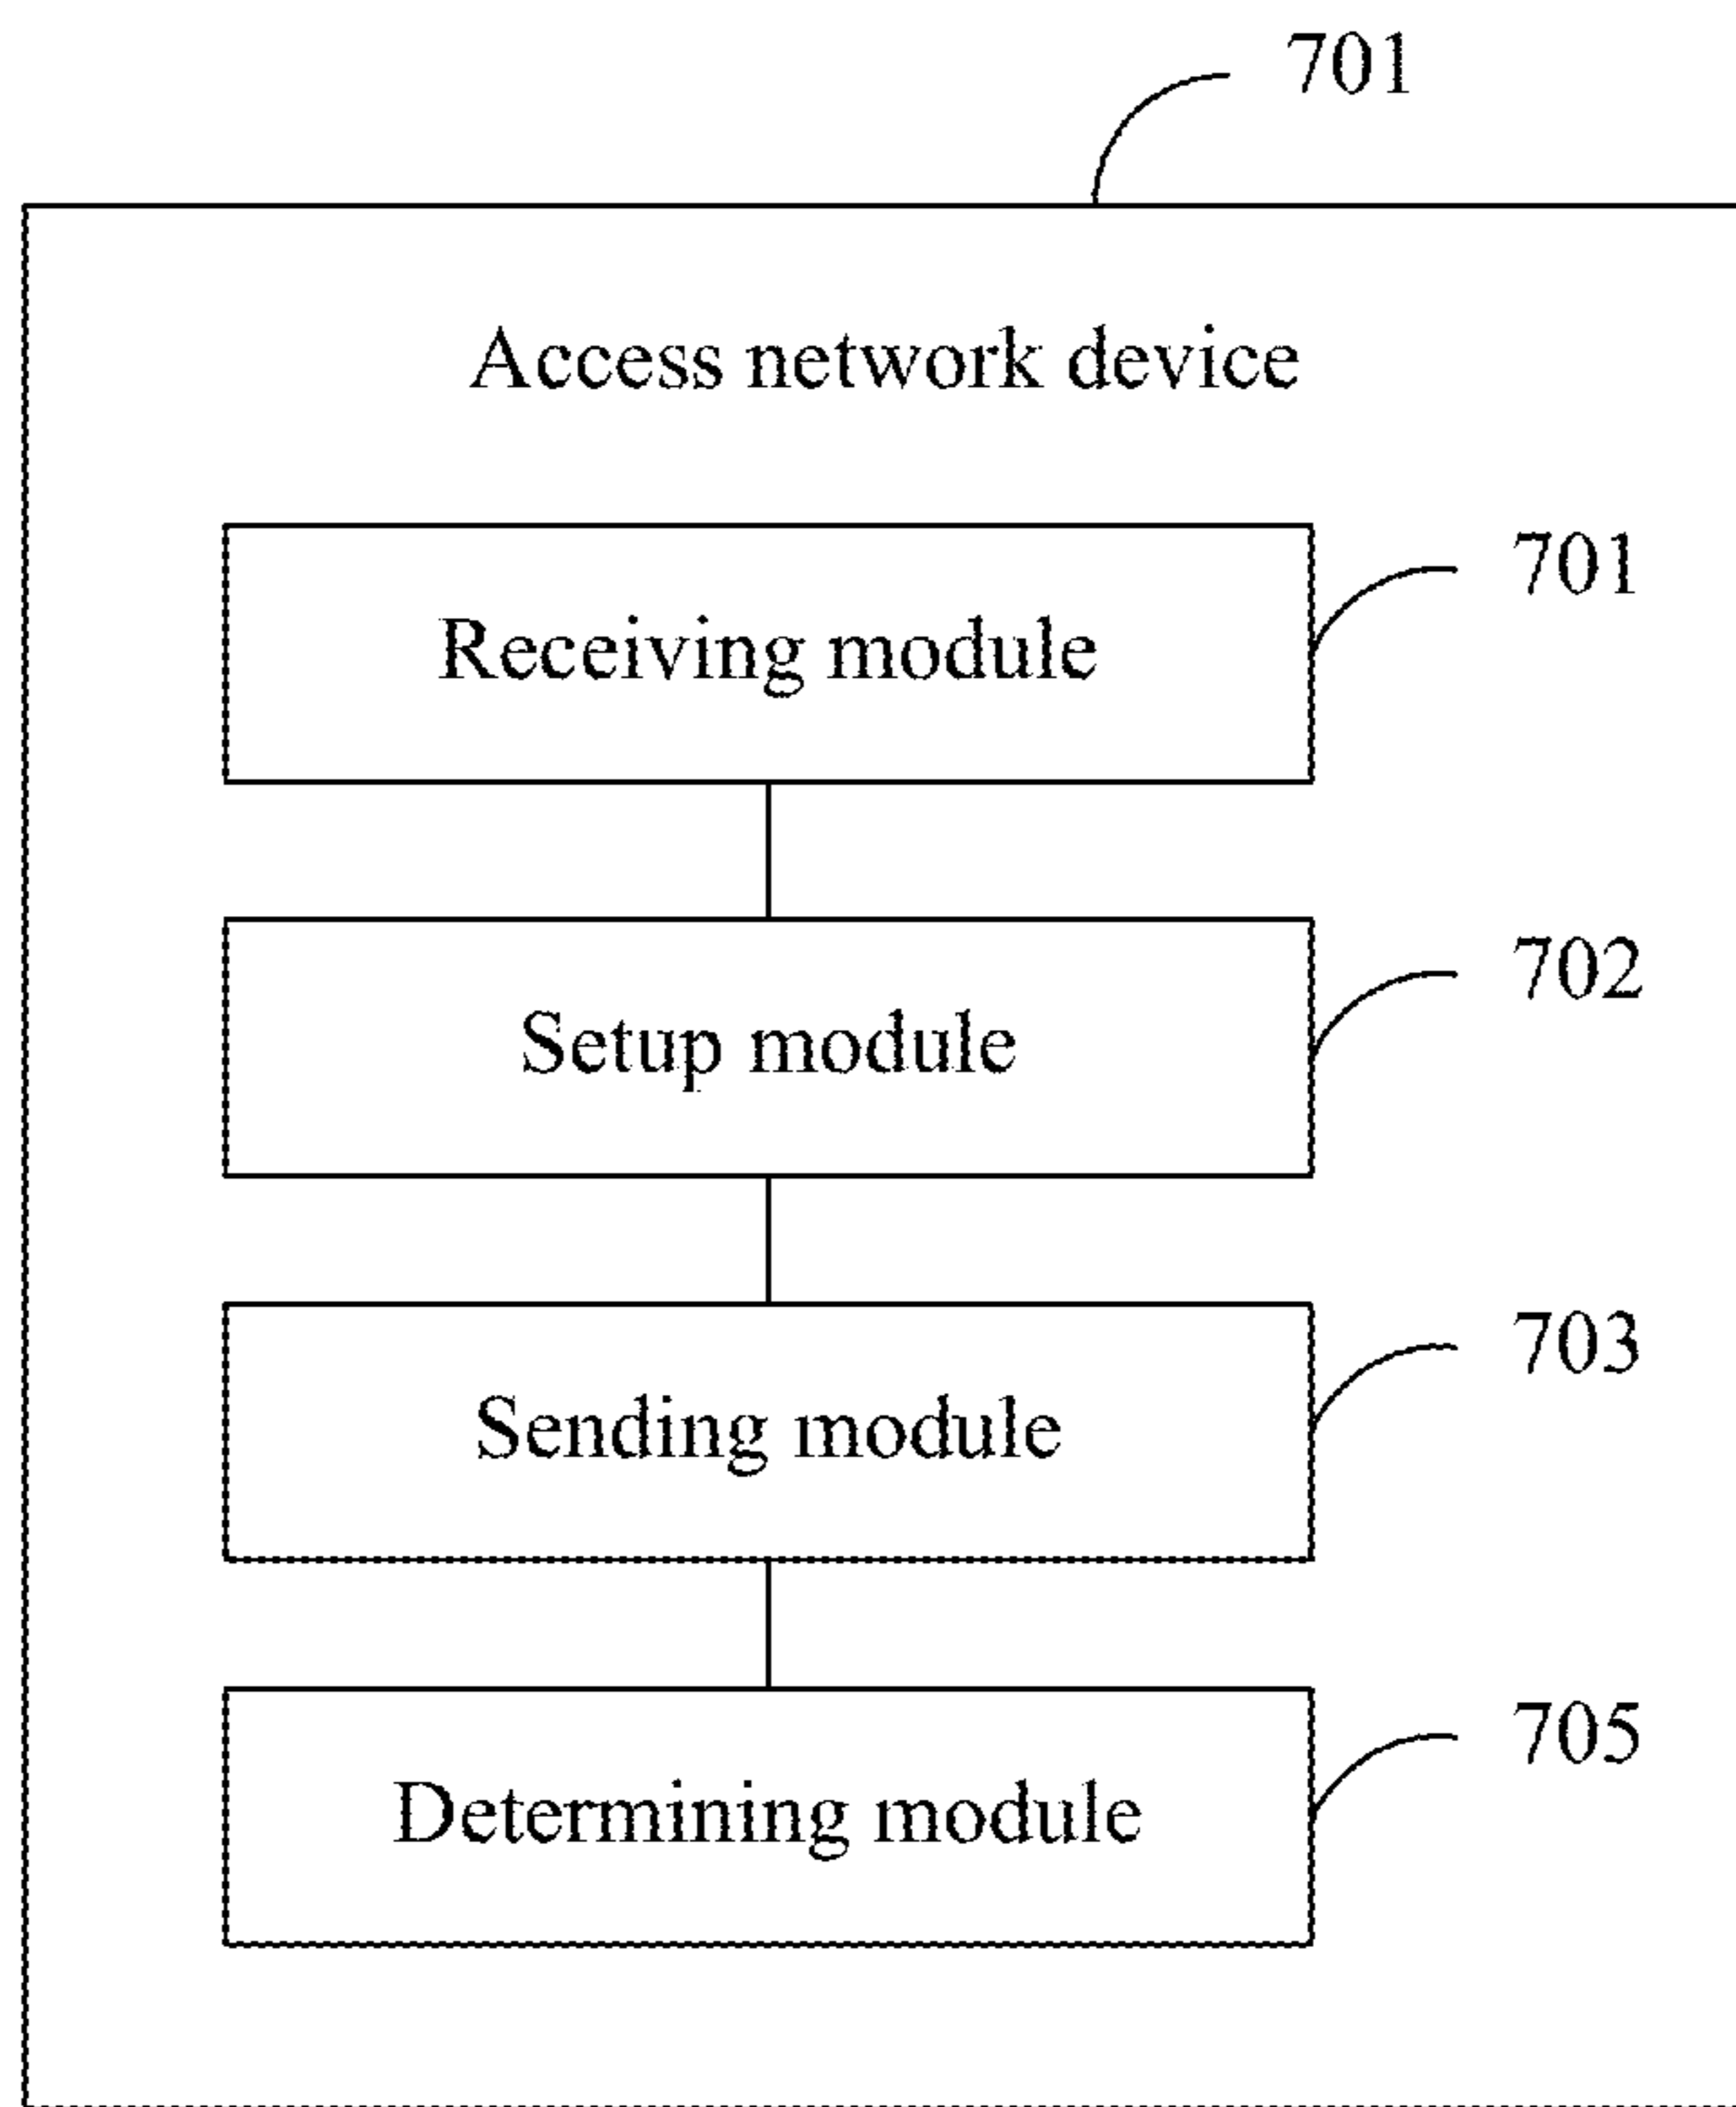 701
Access network device
701
Receiving module
702
Setup module
703
Sending module
705
Determining module